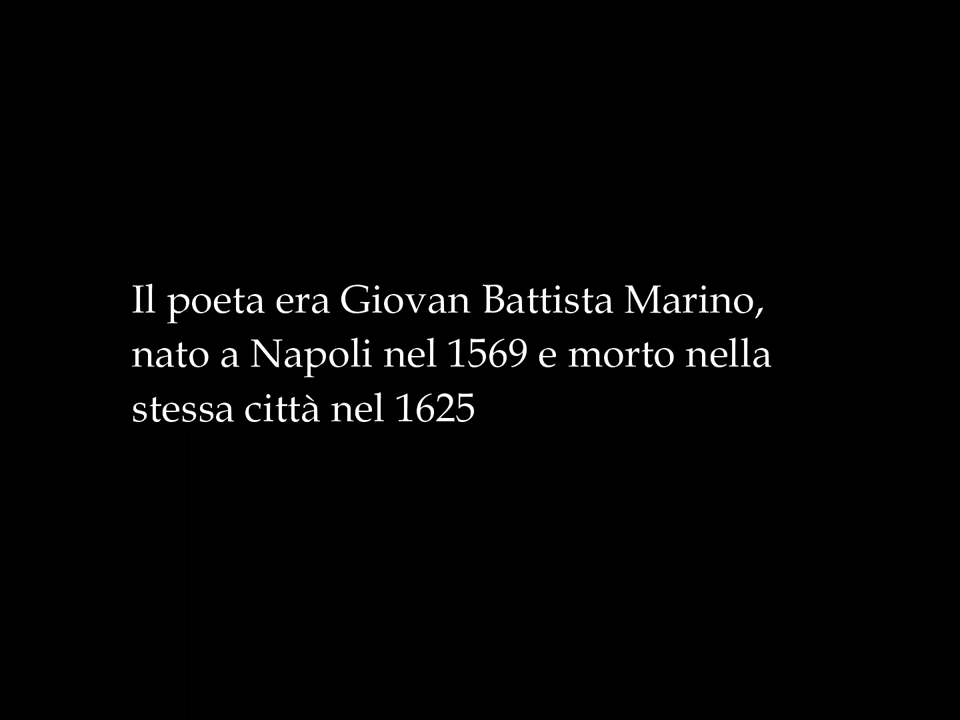 Il poeta era Giovan Battista Marino,
nato a Napoli nel 1569 e morto nella
stessa città nel 1625